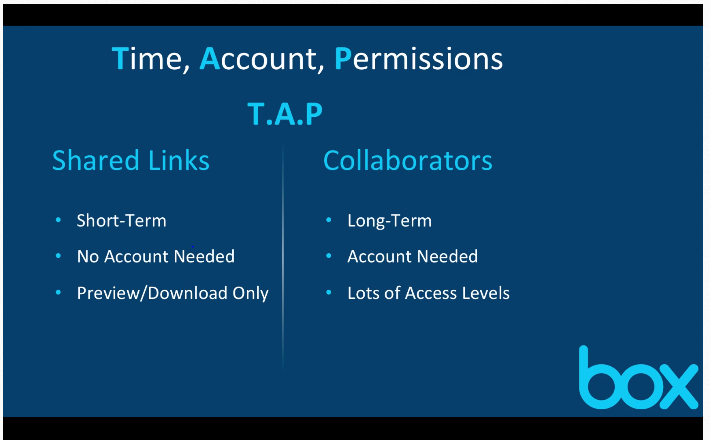 Time, Account, Permissions
T.A.P
Shared Links
Short-Term
No Account Needed
Preview/Download Only
Collaborators
Long-Term
Account Needed
Lots of Access Levels
box